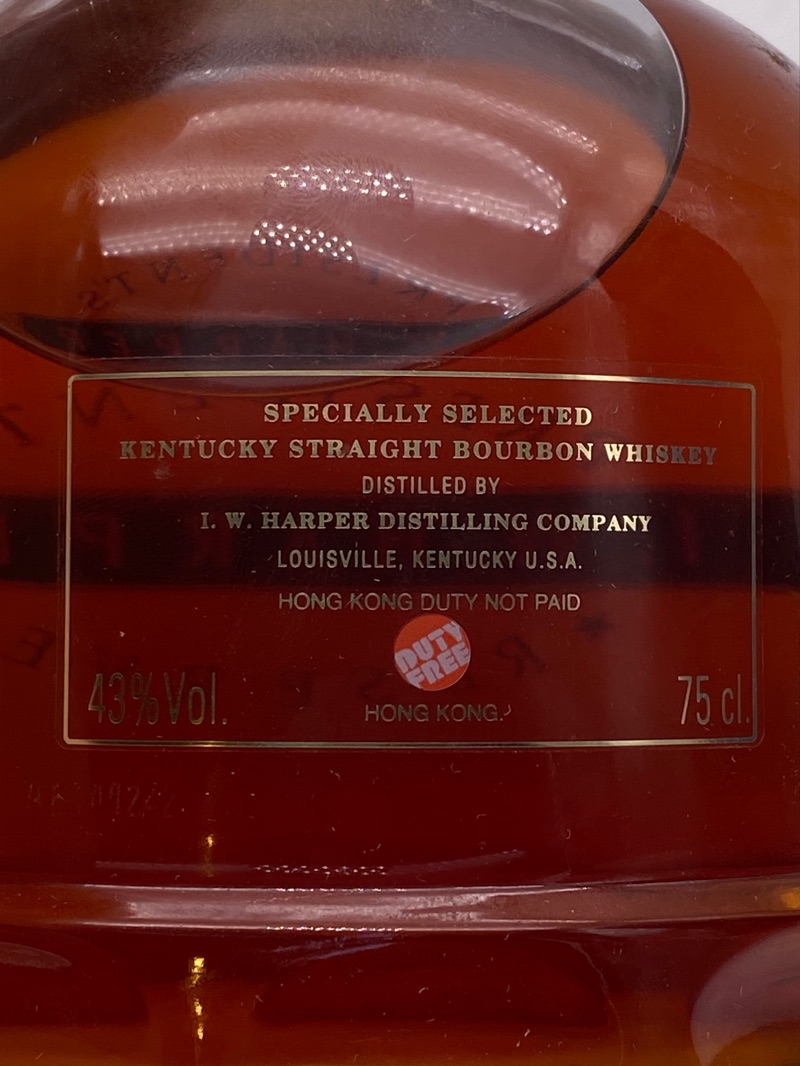 SPECIALLY SELECTED
KENTUCKY STRAIGHT BOURBON WHISKEY
DISTILLED BY
I. W. HARPER DISTILLING COMPANY
LOUISVILLE, KENTUCKY U.S.A.
HONG KONG DUTY NOT PAID
DUTY
FREE
43% Vol.
HONG KONG.
75 cl.